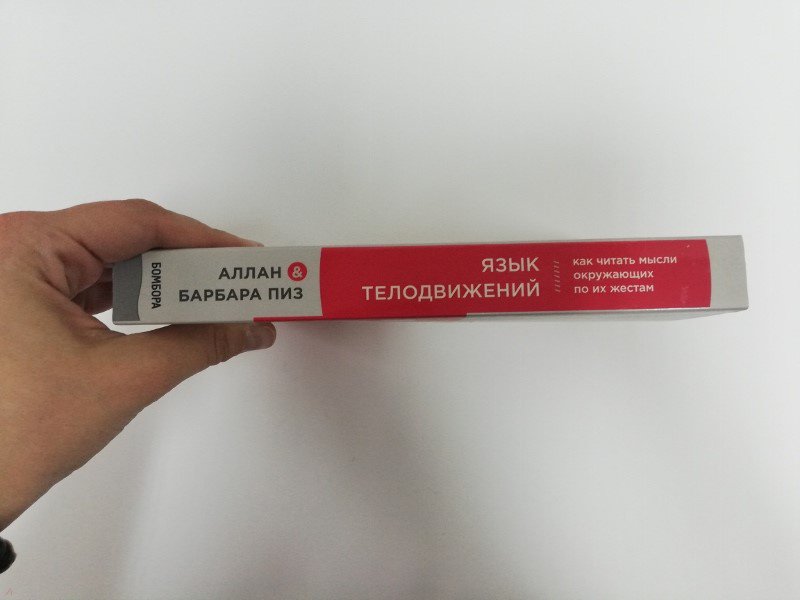 БОМБОРА
АЛЛАН &
БАРБАРА ПИЗ
ЯЗЫК
ТЕЛОДВИЖЕНИЙ
как читать мысли
окружающих
по их жестам